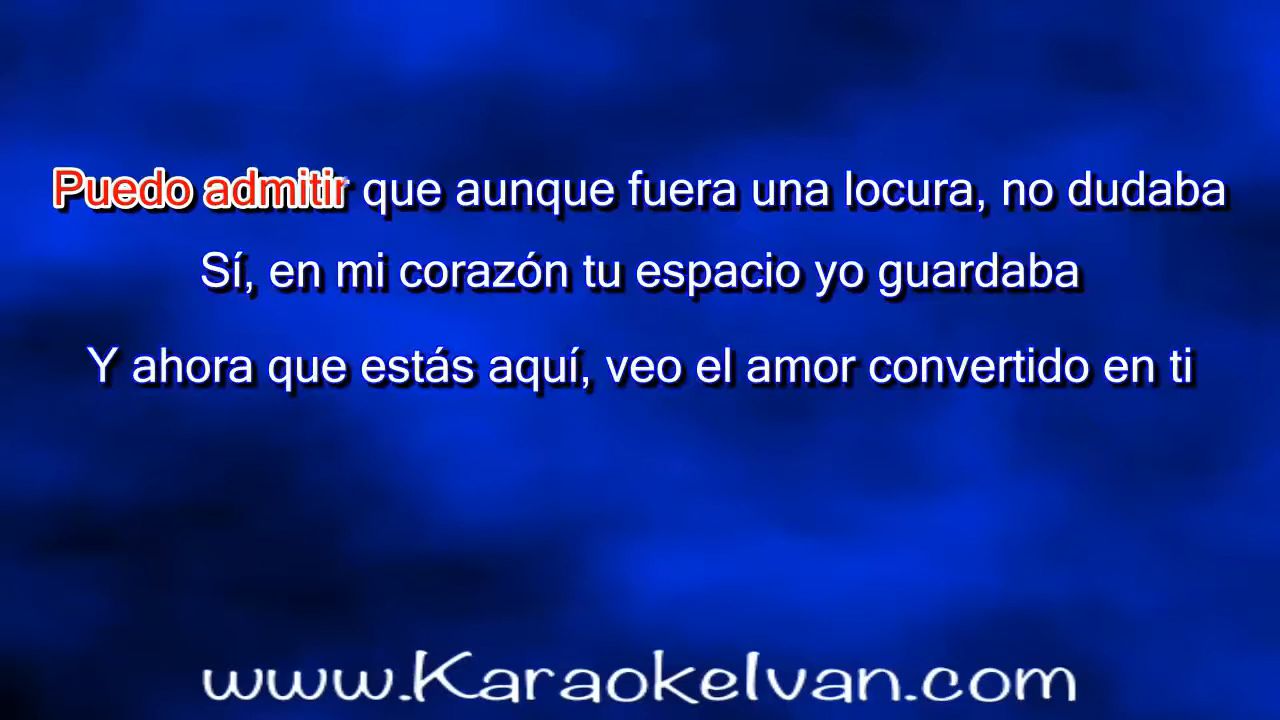 Puedo admitir que aunque fuera una locura, no dudaba
Sí, en mi corazón tu espacio yo guardaba
Y ahora que estás aquí, veo el amor convertido en ti
www.KaraokeIvan.com